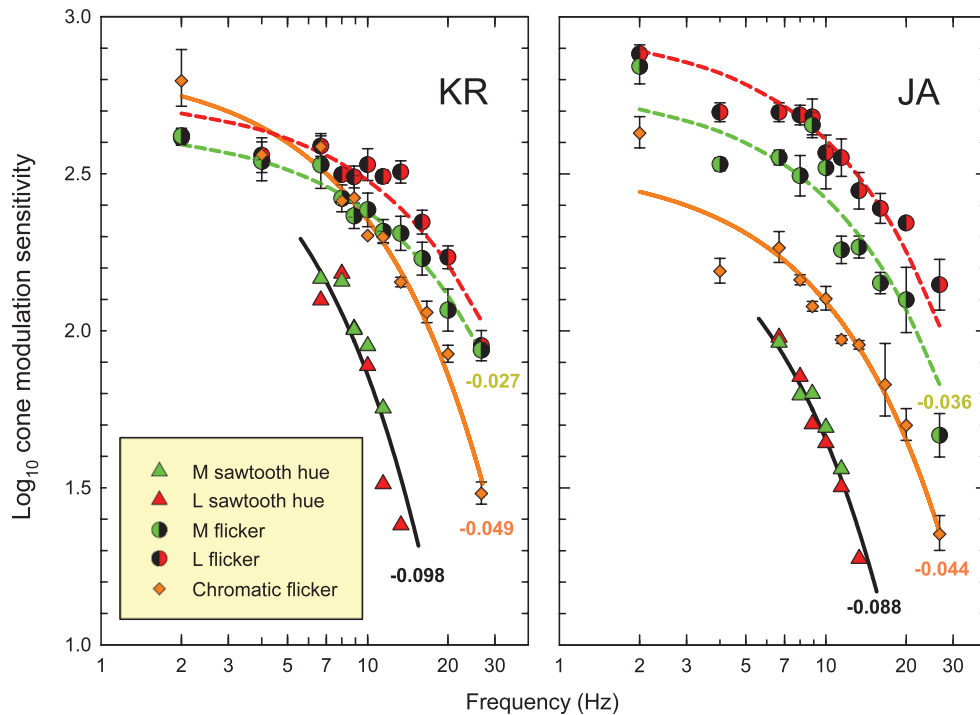 KR
JA
3.0
2.5
2.0
1.5
1.0
Log10 cone modulation sensitivity
-0.027
-0.049
-0.098
-0.036
-0.044
-0.088
M sawtooth hue
L sawtooth hue
M flicker
L flicker
Chromatic flicker
1 2 3 5 7 10 20 30
1 2 3 5 7 10 20 30
Frequency (Hz)